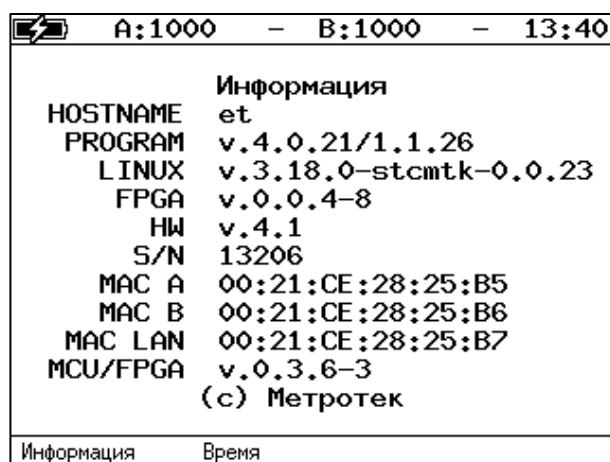 A:1000 – B:1000 – 13:40
Информация
HOSTNAME et
PROGRAM v.4.0.21/1.1.26
LINUX v.3.18.0-stcmtk-0.0.23
FPGA v.0.0.4-8
HW v.4.1
S/N 13206
MAC A 00:21:CE:28:25:B5
MAC B 00:21:CE:28:25:B6
MAC LAN 00:21:CE:28:25:B7
MCU/FPGA v.0.3.6-3
(c) Метротек
Информация Время